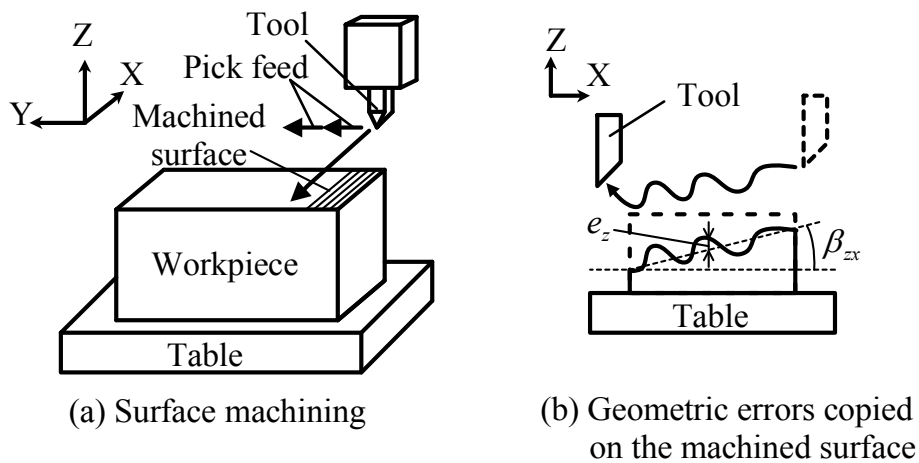 Z
X
Y
Tool
Pick feed
Machined
surface
Workpiece
Table
(a) Surface machining
Z
X
Tool
e_z
β_zx
Table
(b) Geometric errors copied
on the machined surface